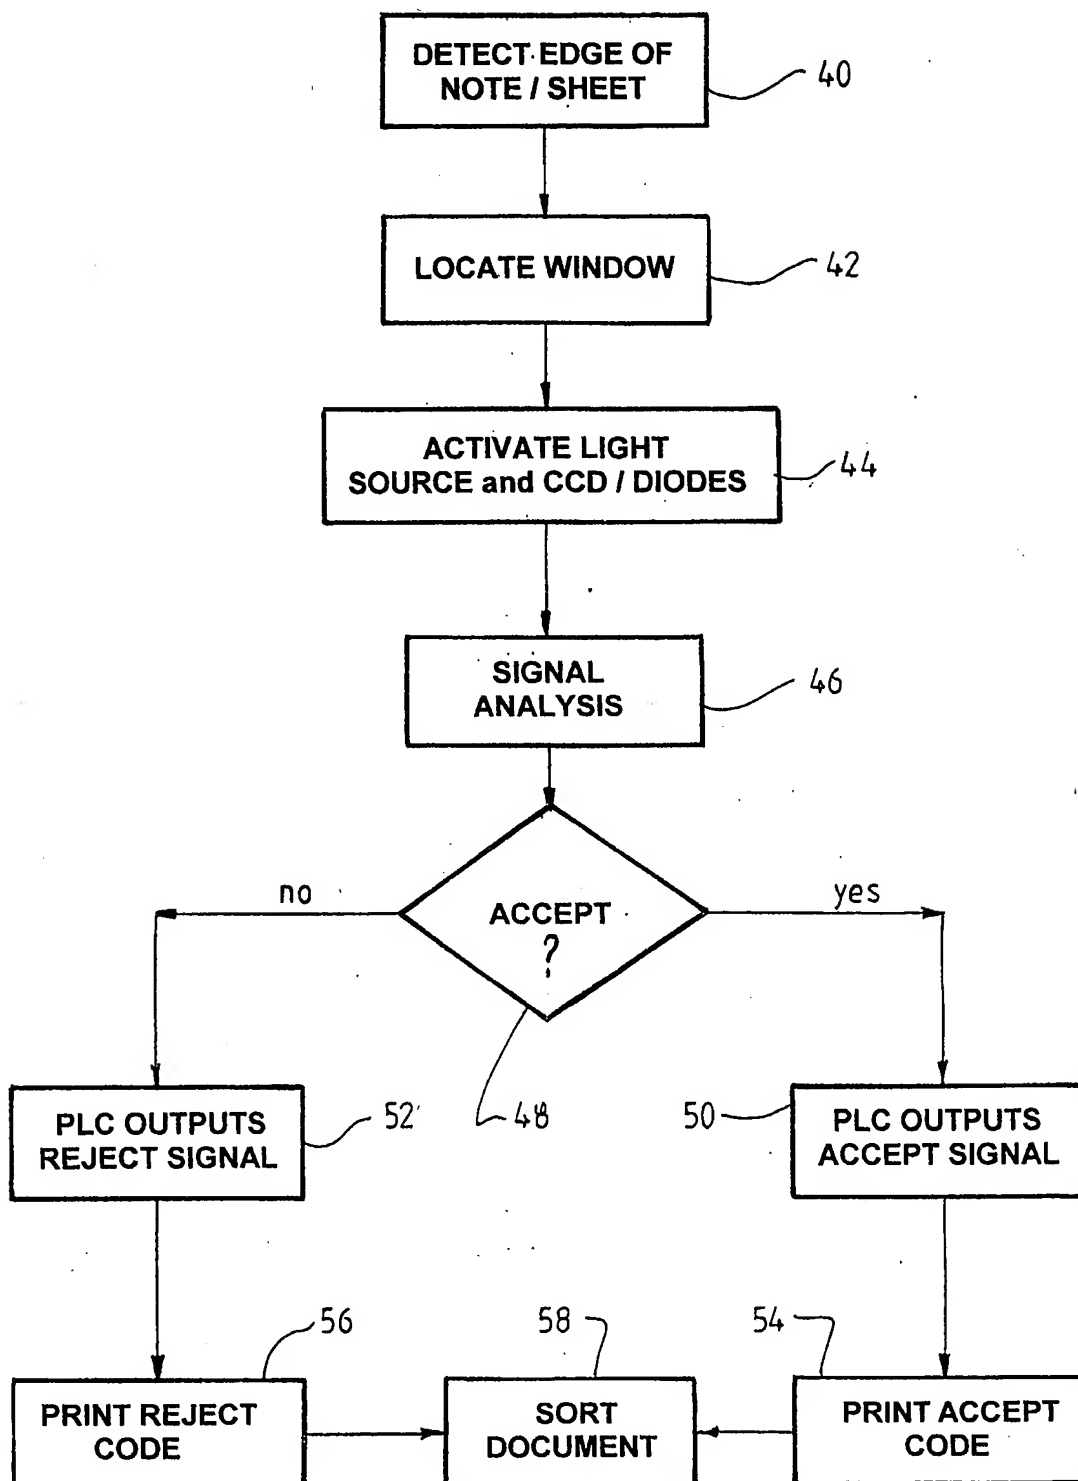 DETECT EDGE OF
NOTE / SHEET
40
LOCATE WINDOW
42
ACTIVATE LIGHT
SOURCE and CCD / DIODES
44
SIGNAL
ANALYSIS
46
no
ACCEPT
?
yes
48
PLC OUTPUTS
REJECT SIGNAL
52
50
PLC OUTPUTS
ACCEPT SIGNAL
56
58
54
PRINT REJECT
CODE
SORT
DOCUMENT
PRINT ACCEPT
CODE